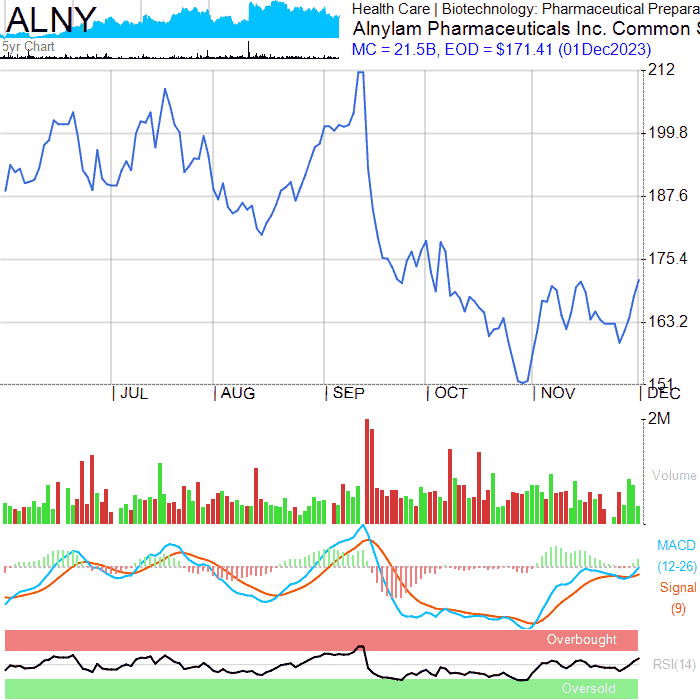 ALNY
5yr Chart
Health Care | Biotechnology: Pharmaceutical Prepara
Alnylam Pharmaceuticals Inc. Common S
MC = 21.5B, EOD = $171.41 (01Dec2023)
212
199.8
187.6
175.4
163.2
151
JUL AUG SEP OCT NOV DEC
2M
Volume
MACD
(12-26)
Signal
(9)
Overbought
RSI(14)
Oversold